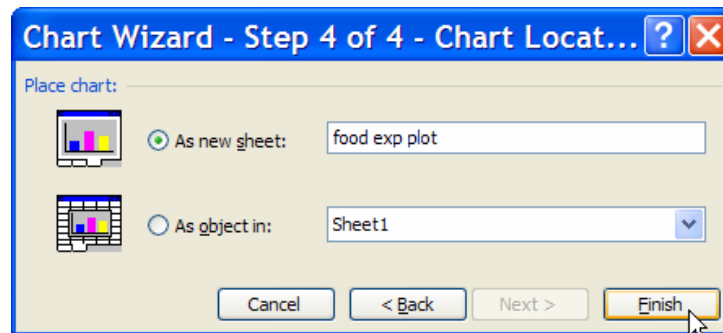 Chart Wizard - Step 4 of 4 - Chart Locat... ?
Place chart:
As new sheet: food exp plot
As object in: Sheet1
Cancel < Back Next > Finish